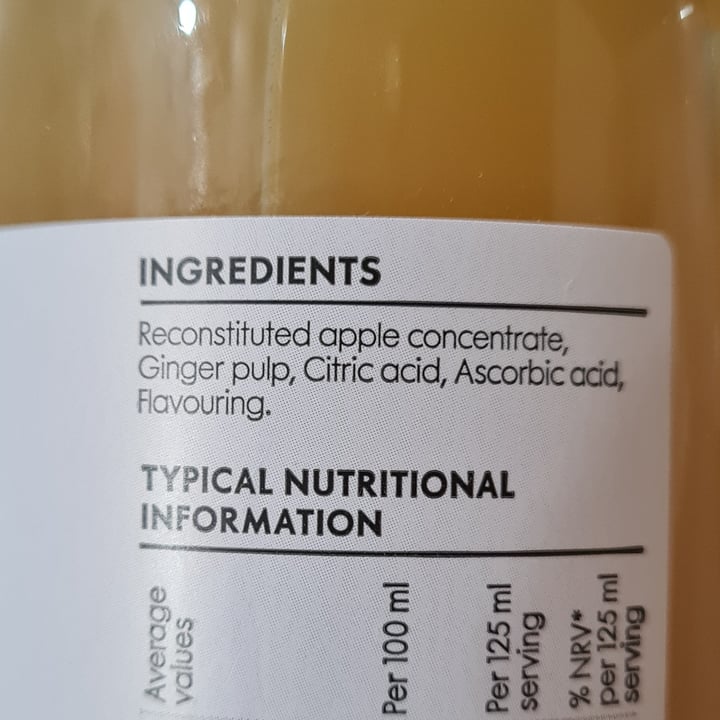 INGREDIENTS
Reconstituted apple concentrate,
Ginger pulp, Citric acid, Ascorbic acid,
Flavouring.
TYPICAL NUTRITIONAL
INFORMATION
Average
values
Per 100 ml
Per 125 ml
serving
% NRV*
per 125 ml
serving